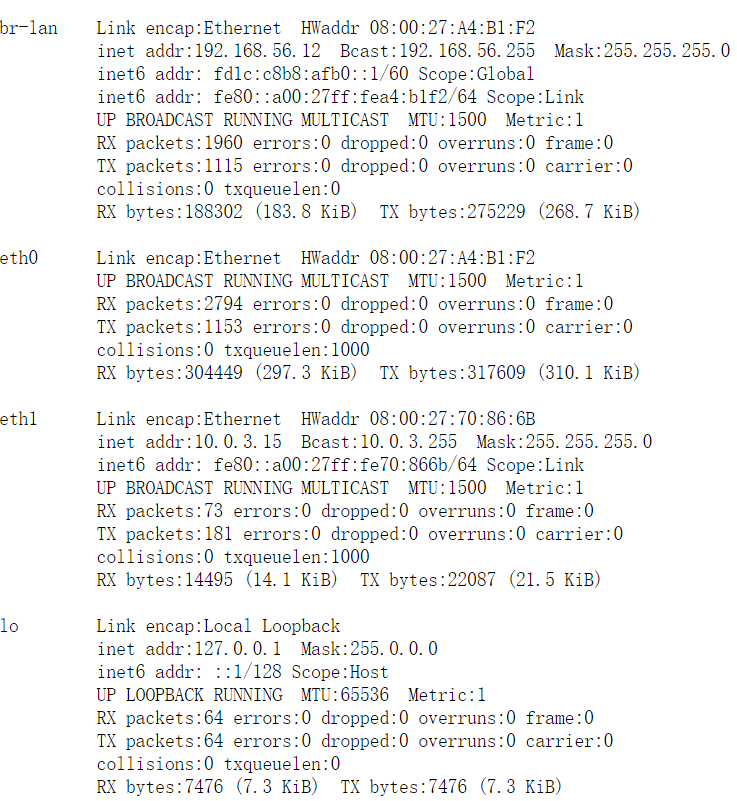 br-lan    Link encap:Ethernet  HWaddr 08:00:27:A4:B1:F2
          inet addr:192.168.56.12  Bcast:192.168.56.255  Mask:255.255.255.0
          inet6 addr: fd1c:c8b8:afb0::1/60 Scope:Global
          inet6 addr: fe80::a00:27ff:fea4:b1f2/64 Scope:Link
          UP BROADCAST RUNNING MULTICAST  MTU:1500  Metric:1
          RX packets:1960 errors:0 dropped:0 overruns:0 frame:0
          TX packets:1115 errors:0 dropped:0 overruns:0 carrier:0
          collisions:0 txqueuelen:0
          RX bytes:188302 (183.8 KiB)  TX bytes:275229 (268.7 KiB)

eth0      Link encap:Ethernet  HWaddr 08:00:27:A4:B1:F2
          UP BROADCAST RUNNING MULTICAST  MTU:1500  Metric:1
          RX packets:2794 errors:0 dropped:0 overruns:0 frame:0
          TX packets:1153 errors:0 dropped:0 overruns:0 carrier:0
          collisions:0 txqueuelen:1000
          RX bytes:304449 (297.3 KiB)  TX bytes:317609 (310.1 KiB)

eth1      Link encap:Ethernet  HWaddr 08:00:27:70:86:6B
          inet addr:10.0.3.15  Bcast:10.0.3.255  Mask:255.255.255.0
          inet6 addr: fe80::a00:27ff:fe70:866b/64 Scope:Link
          UP BROADCAST RUNNING MULTICAST  MTU:1500  Metric:1
          RX packets:73 errors:0 dropped:0 overruns:0 frame:0
          TX packets:181 errors:0 dropped:0 overruns:0 carrier:0
          collisions:0 txqueuelen:1000
          RX bytes:14495 (14.1 KiB)  TX bytes:22087 (21.5 KiB)

lo        Link encap:Local Loopback
          inet addr:127.0.0.1  Mask:255.0.0.0
          inet6 addr: ::1/128 Scope:Host
          UP LOOPBACK RUNNING  MTU:65536  Metric:1
          RX packets:64 errors:0 dropped:0 overruns:0 frame:0
          TX packets:64 errors:0 dropped:0 overruns:0 carrier:0
          collisions:0 txqueuelen:0
          RX bytes:7476 (7.3 KiB)  TX bytes:7476 (7.3 KiB)